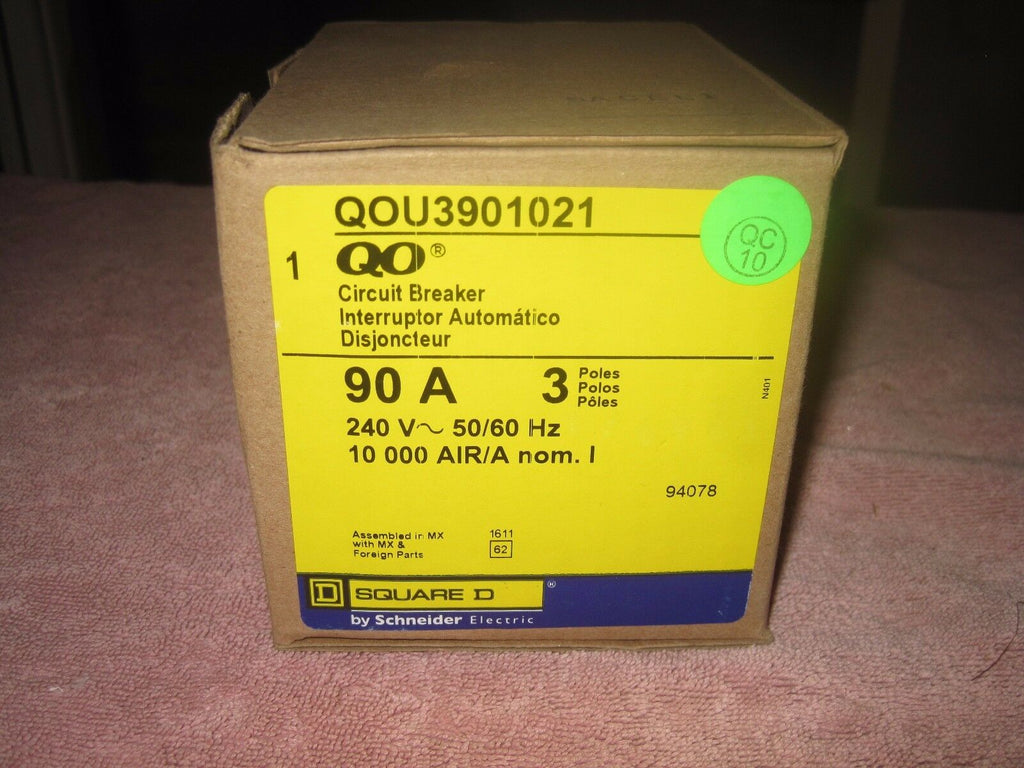 QOU3901021
1 QO®
Circuit Breaker
Interruptor Automático
Disjoncteur
QC
10
90 A 3 Poles
Polos
Pôles
N401
240 V~ 50/60 Hz
10 000 AIR/A nom. I
94078
Assembled in MX
with MX &
Foreign Parts
1611
62
D SQUARE D ®
by Schneider Electric